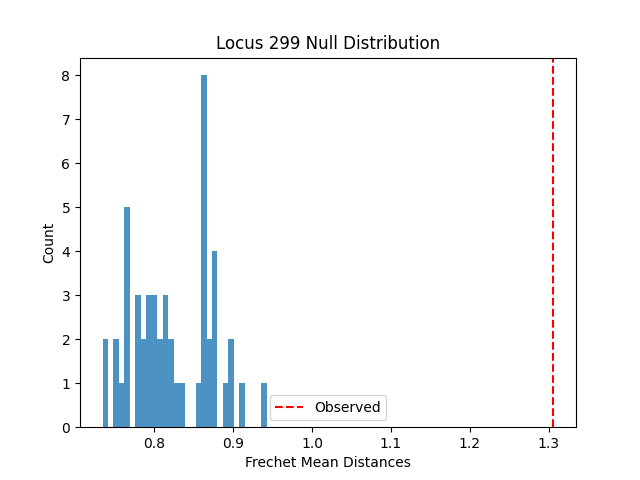 Locus 299 Null Distribution
Count
8
7
6
5
4
3
2
1
0
0.8 0.9 1.0 1.1 1.2 1.3
Frechet Mean Distances
Observed